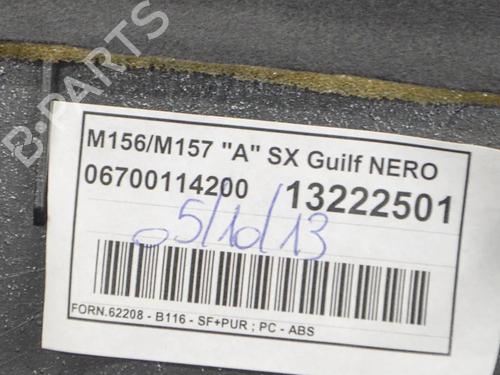 B-PARTS
M156/M157 "A" SX Guilf NERO
06700114200 13222501
05/10/13
FORN.62208 - B116 - SF+PUR ; PC - ABS